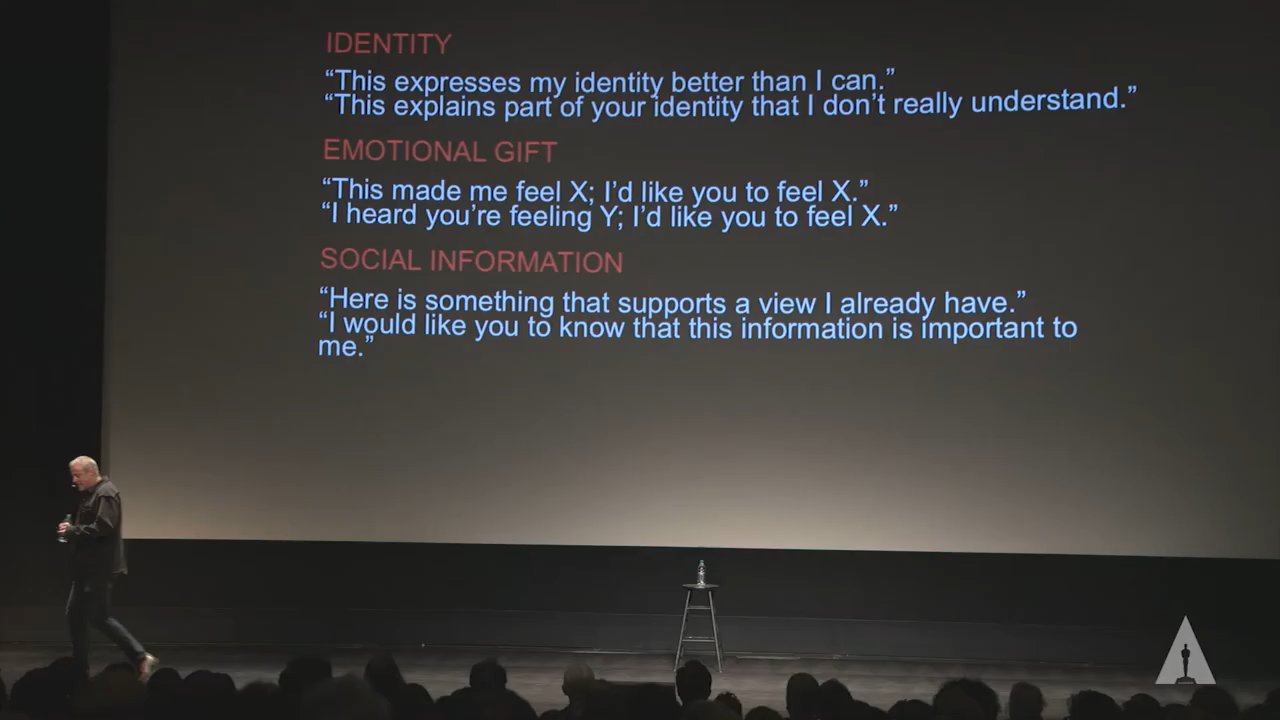 IDENTITY
“This expresses my identity better than I can.”
“This explains part of your identity that I don’t really understand.”
EMOTIONAL GIFT
“This made me feel X; I’d like you to feel X.”
“I heard you’re feeling Y; I’d like you to feel X.”
SOCIAL INFORMATION
“Here is something that supports a view I already have.”
“I would like you to know that this information is important to
me.”